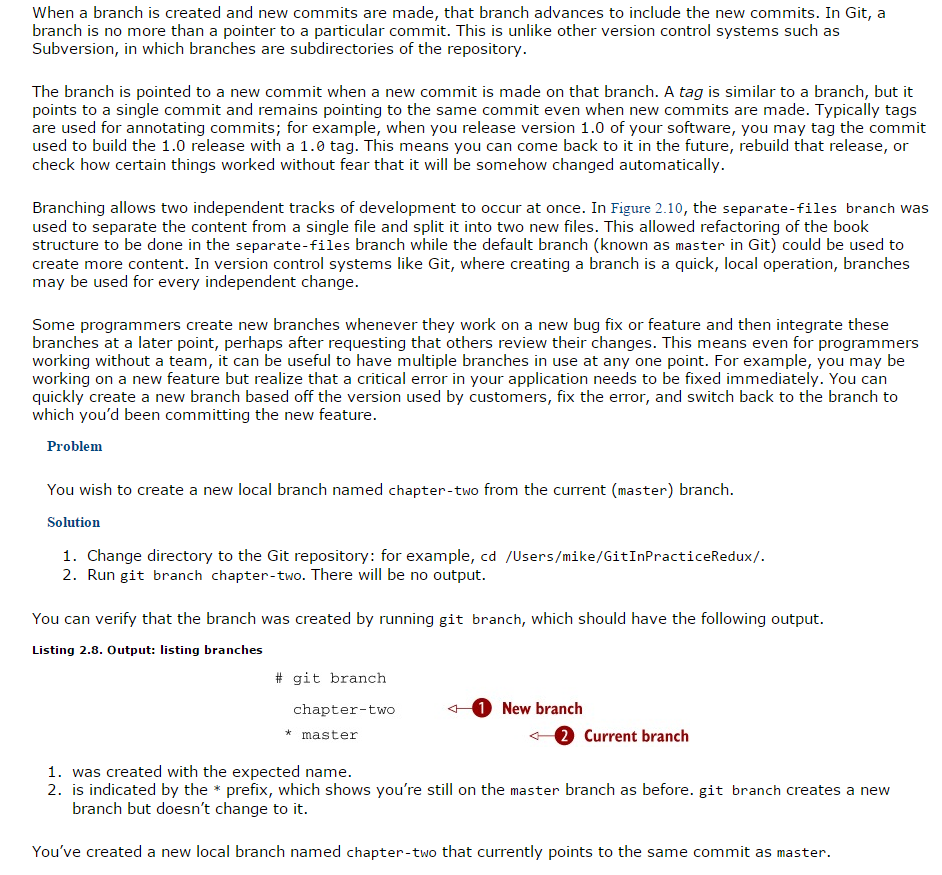 When a branch is created and new commits are made, that branch advances to include the new commits. In Git, a
branch is no more than a pointer to a particular commit. This is unlike other version control systems such as
Subversion, in which branches are subdirectories of the repository.
The branch is pointed to a new commit when a new commit is made on that branch. A tag is similar to a branch, but it
points to a single commit and remains pointing to the same commit even when new commits are made. Typically tags
are used for annotating commits; for example, when you release version 1.0 of your software, you may tag the commit
used to build the 1.0 release with a 1.0 tag. This means you can come back to it in the future, rebuild that release, or
check how certain things worked without fear that it will be somehow changed automatically.
Branching allows two independent tracks of development to occur at once. In Figure 2.10, the separate-files branch was
used to separate the content from a single file and split it into two new files. This allowed refactoring of the book
structure to be done in the separate-files branch while the default branch (known as master in Git) could be used to
create more content. In version control systems like Git, where creating a branch is a quick, local operation, branches
may be used for every independent change.
Some programmers create new branches whenever they work on a new bug fix or feature and then integrate these
branches at a later point, perhaps after requesting that others review their changes. This means even for programmers
working without a team, it can be useful to have multiple branches in use at any one point. For example, you may be
working on a new feature but realize that a critical error in your application needs to be fixed immediately. You can
quickly create a new branch based off the version used by customers, fix the error, and switch back to the branch to
which you'd been committing the new feature.
Problem
You wish to create a new local branch named chapter-two from the current (master) branch.
Solution
1. Change directory to the Git repository: for example, cd /Users/mike/GitInPracticeRedux/.
2. Run git branch chapter-two. There will be no output.
You can verify that the branch was created by running git branch, which should have the following output.
Listing 2.8. Output: listing branches
# git branch
chapter-two 1 New branch
* master 2 Current branch
1. was created with the expected name.
2. is indicated by the * prefix, which shows you're still on the master branch as before. git branch creates a new
branch but doesn't change to it.
You've created a new local branch named chapter-two that currently points to the same commit as master.